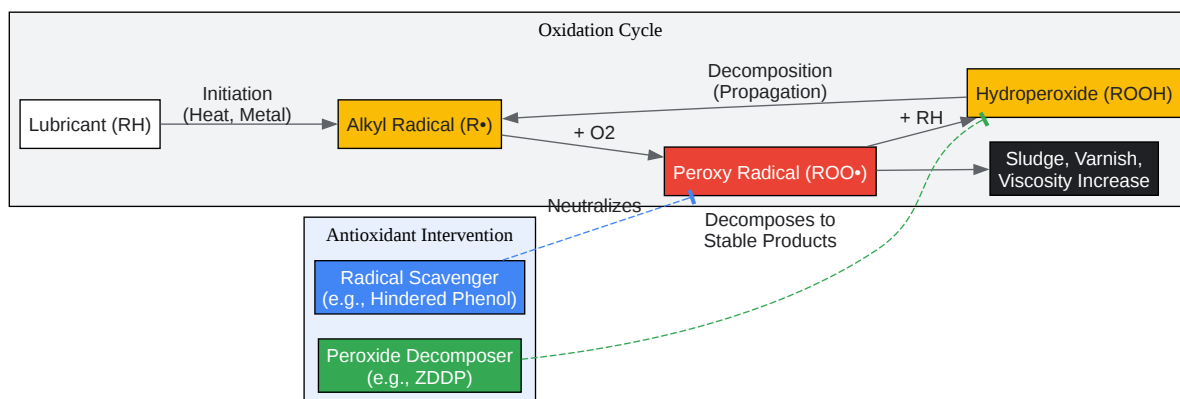 Oxidation Cycle
Decomposition
(Propagation)
Initiation
(Heat, Metal)
Lubricant (RH)
Alkyl Radical (R•)
+ O2
+ RH
Hydroperoxide (ROOH)
Peroxy Radical (ROO•)
Sludge, Varnish,
Viscosity Increase
Neutralizes
Decomposes to
Stable Products
Antioxidant Intervention
Radical Scavenger
(e.g., Hindered Phenol)
Peroxide Decomposer
(e.g., ZDDP)